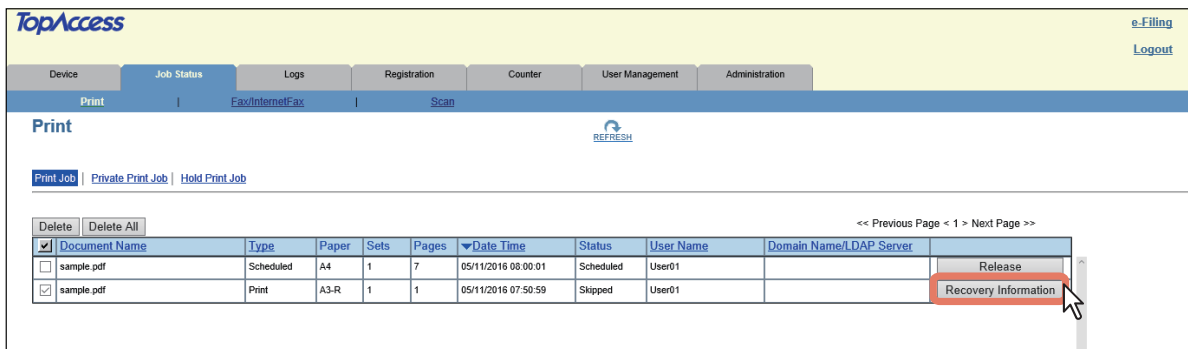 TopAccess
e-Filing
Logout
Device Job Status Logs Registration Counter User Management Administration
Print | Fax/InternetFax | Scan
Print
REFRESH
Print Job | Private Print Job | Hold Print Job
Delete Delete All << Previous Page < 1 > Next Page >>
Document Name Type Paper Sets Pages Date Time Status User Name Domain Name/LDAP Server
sample.pdf Scheduled A4 1 7 05/11/2016 08:00:01 Scheduled User01 Release
sample.pdf Print A3-R 1 1 05/11/2016 07:50:59 Skipped User01 Recovery Information